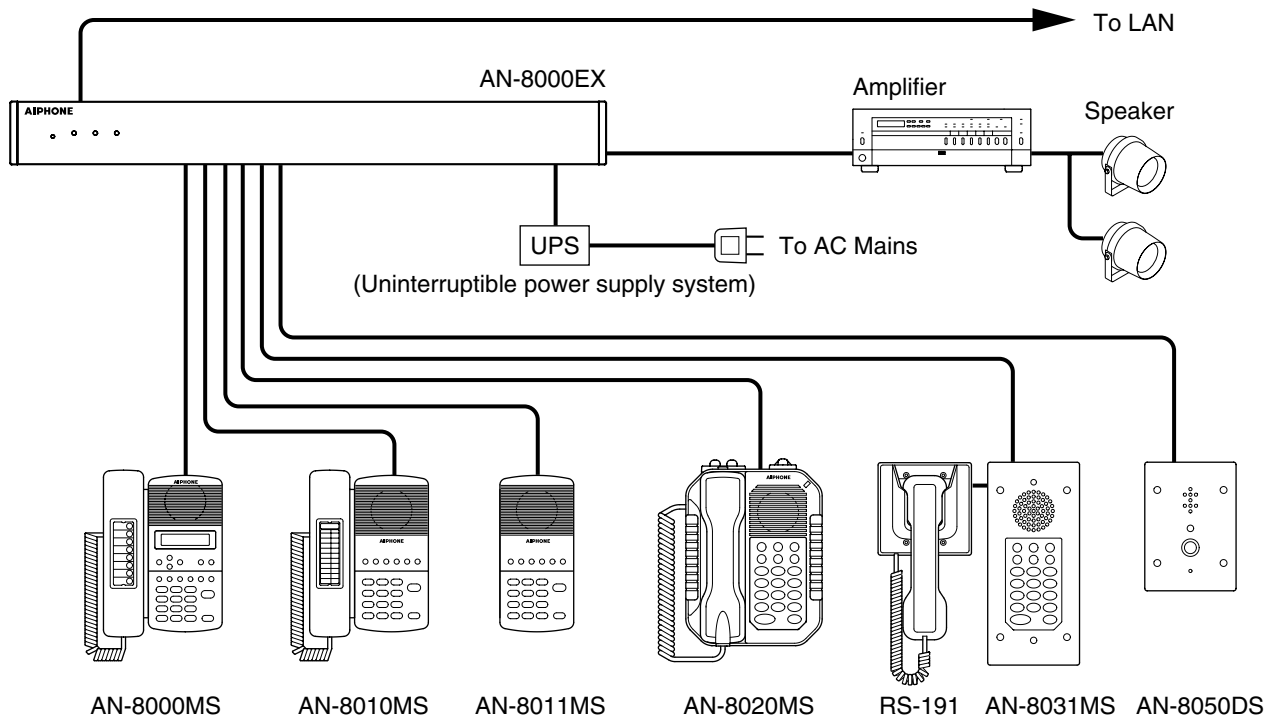 To LAN
AN-8000EX
AIPHONE
Amplifier
Speaker
UPS
To AC Mains
(Uninterruptible power supply system)
AIPHONE
AIPHONE
AIPHONE
AIPHONE
AN-8000MS
AN-8010MS
AN-8011MS
AN-8020MS
RS-191
AN-8031MS
AN-8050DS